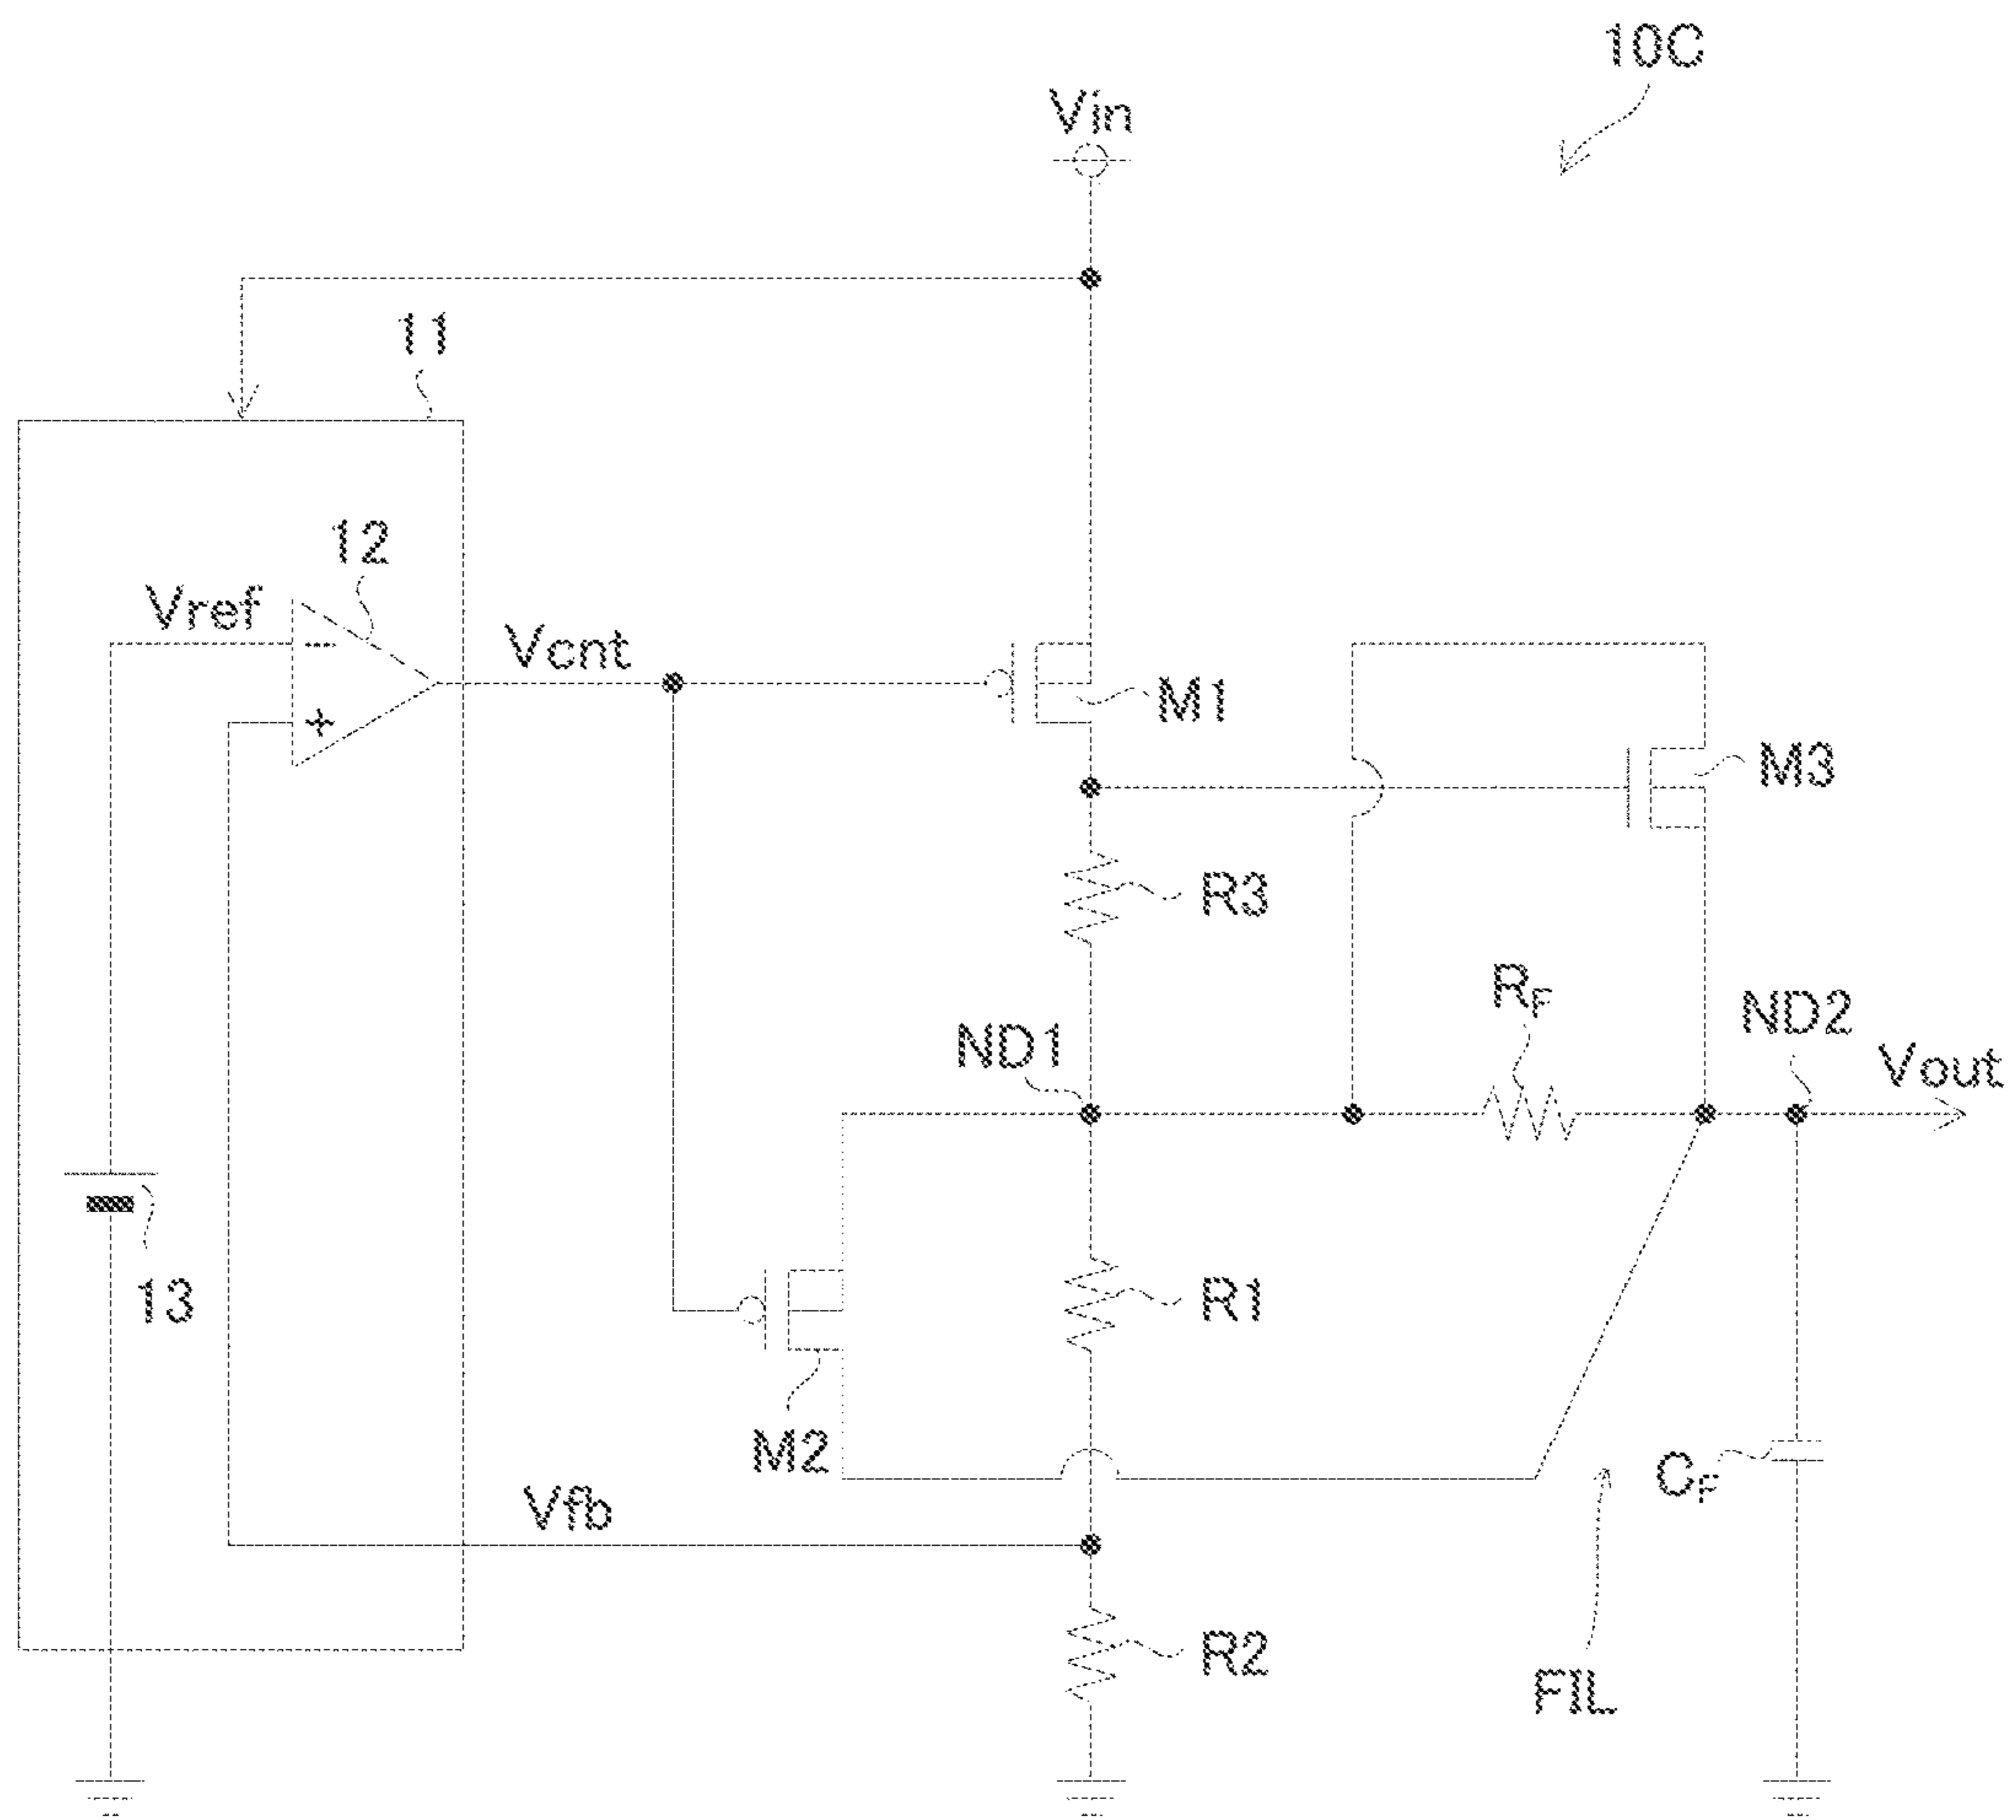 10C
Vin
11
12
Vref
Vcnt
M1
M3
R3
RF
ND1
ND2
Vout
13
R1
M2
CF
Vfb
R2
FIL